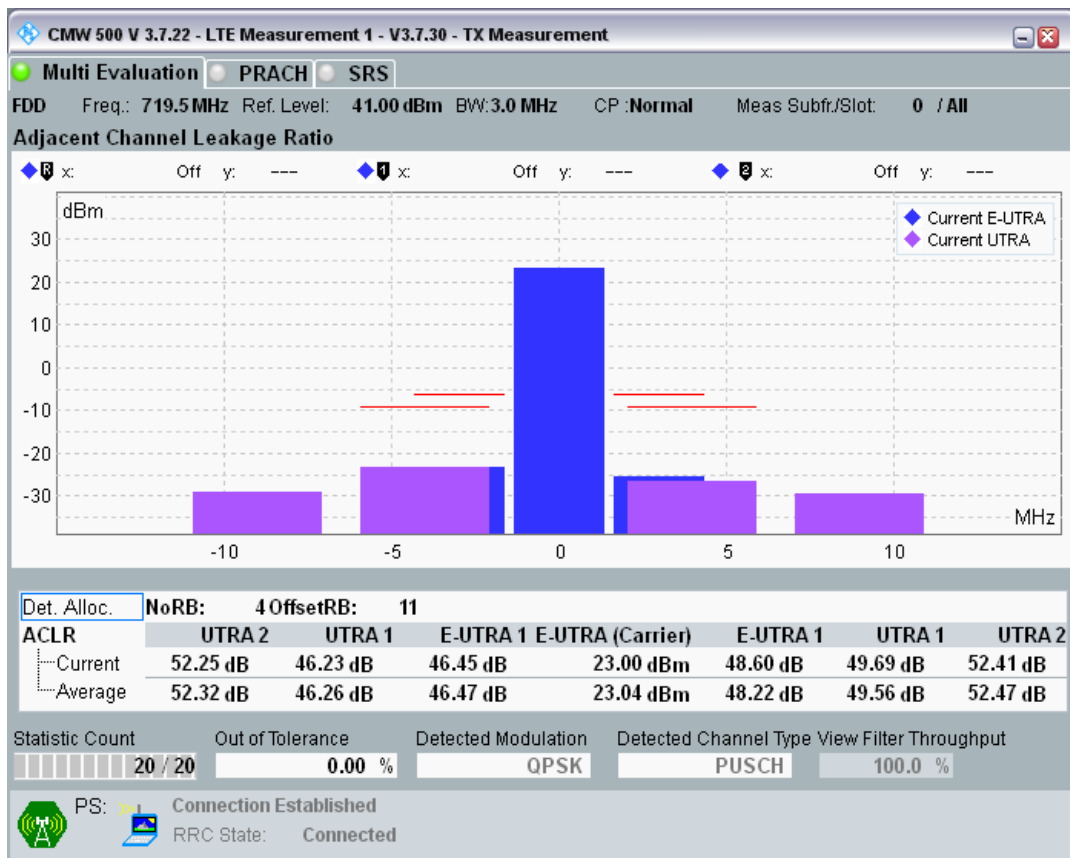 CMW 500 V 3.7.22 - LTE Measurement 1 - V3.7.30 - TX Measurement
Multi Evaluation PRACH SRS
FDD Freq.: 719.5 MHz Ref. Level: 41.00 dBm BW:3.0 MHz CP :Normal Meas Subfr./Slot: 0 / All
Adjacent Channel Leakage Ratio
R x: Off y: --- 1 x: Off y: --- 2 x: Off y: ---
dBm
Current E-UTRA
Current UTRA
30
20
10
0
-10
-20
-30
MHz
-10 -5 0 5 10
Det. Alloc. NoRB: 4 OffsetRB: 11
ACLR UTRA 2 UTRA 1 E-UTRA 1 E-UTRA (Carrier) E-UTRA 1 UTRA 1 UTRA 2
Current 52.25 dB 46.23 dB 46.45 dB 23.00 dBm 48.60 dB 49.69 dB 52.41 dB
Average 52.32 dB 46.26 dB 46.47 dB 23.04 dBm 48.22 dB 49.56 dB 52.47 dB
Statistic Count Out of Tolerance Detected Modulation Detected Channel Type View Filter Throughput
20 / 20 0.00 % QPSK PUSCH 100.0 %
PS: Connection Established
RRC State: Connected